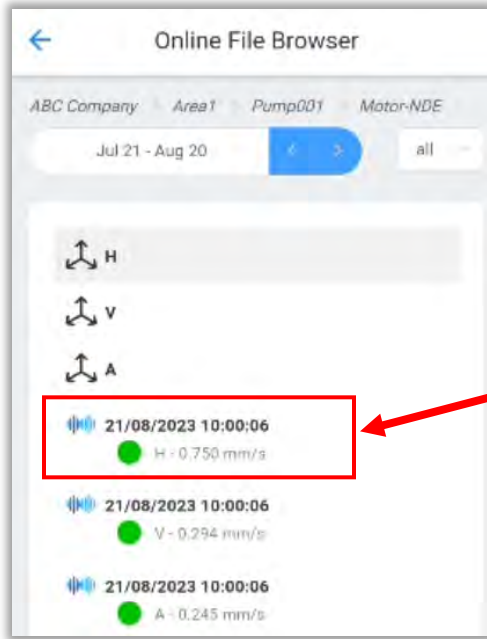 Online File Browser
ABC Company Area1 Pump001 Motor-NDE
Jul 21 - Aug 20 all
H
V
A
21/08/2023 10:00:06
H - 0.750 mm/s
21/08/2023 10:00:06
V - 0.294 mm/s
21/08/2023 10:00:06
A - 0.245 mm/s